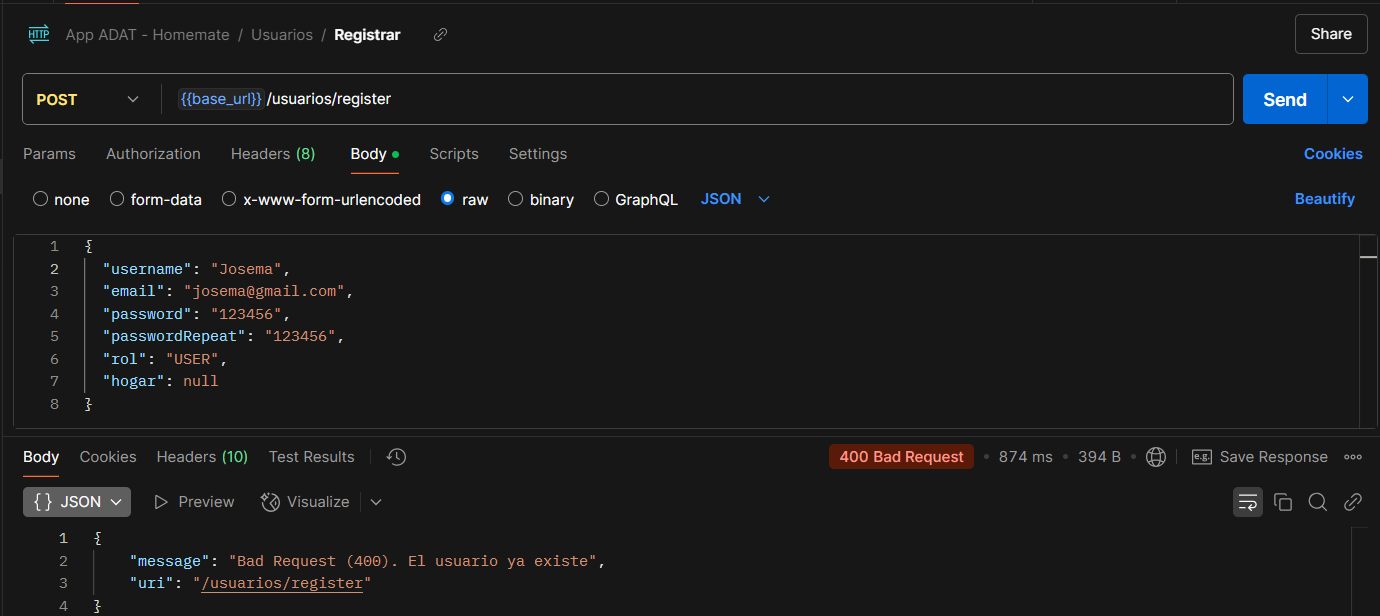 HTTP App ADAT - Homemate / Usuarios / Registrar
Share
POST {{base_url}} /usuarios/register
Send
Params Authorization Headers (8) Body Scripts Settings Cookies
none form-data x-www-form-urlencoded raw binary GraphQL JSON Beautify
1 {
2 "username": "Josema",
3 "email": "josema@gmail.com",
4 "password": "123456",
5 "passwordRepeat": "123456",
6 "rol": "USER",
7 "hogar": null
8 }
Body Cookies Headers (10) Test Results 400 Bad Request • 874 ms • 394 B • e.g. Save Response
{} JSON Preview Visualize
1 {
2 "message": "Bad Request (400). El usuario ya existe",
3 "uri": "/usuarios/register"
4 }